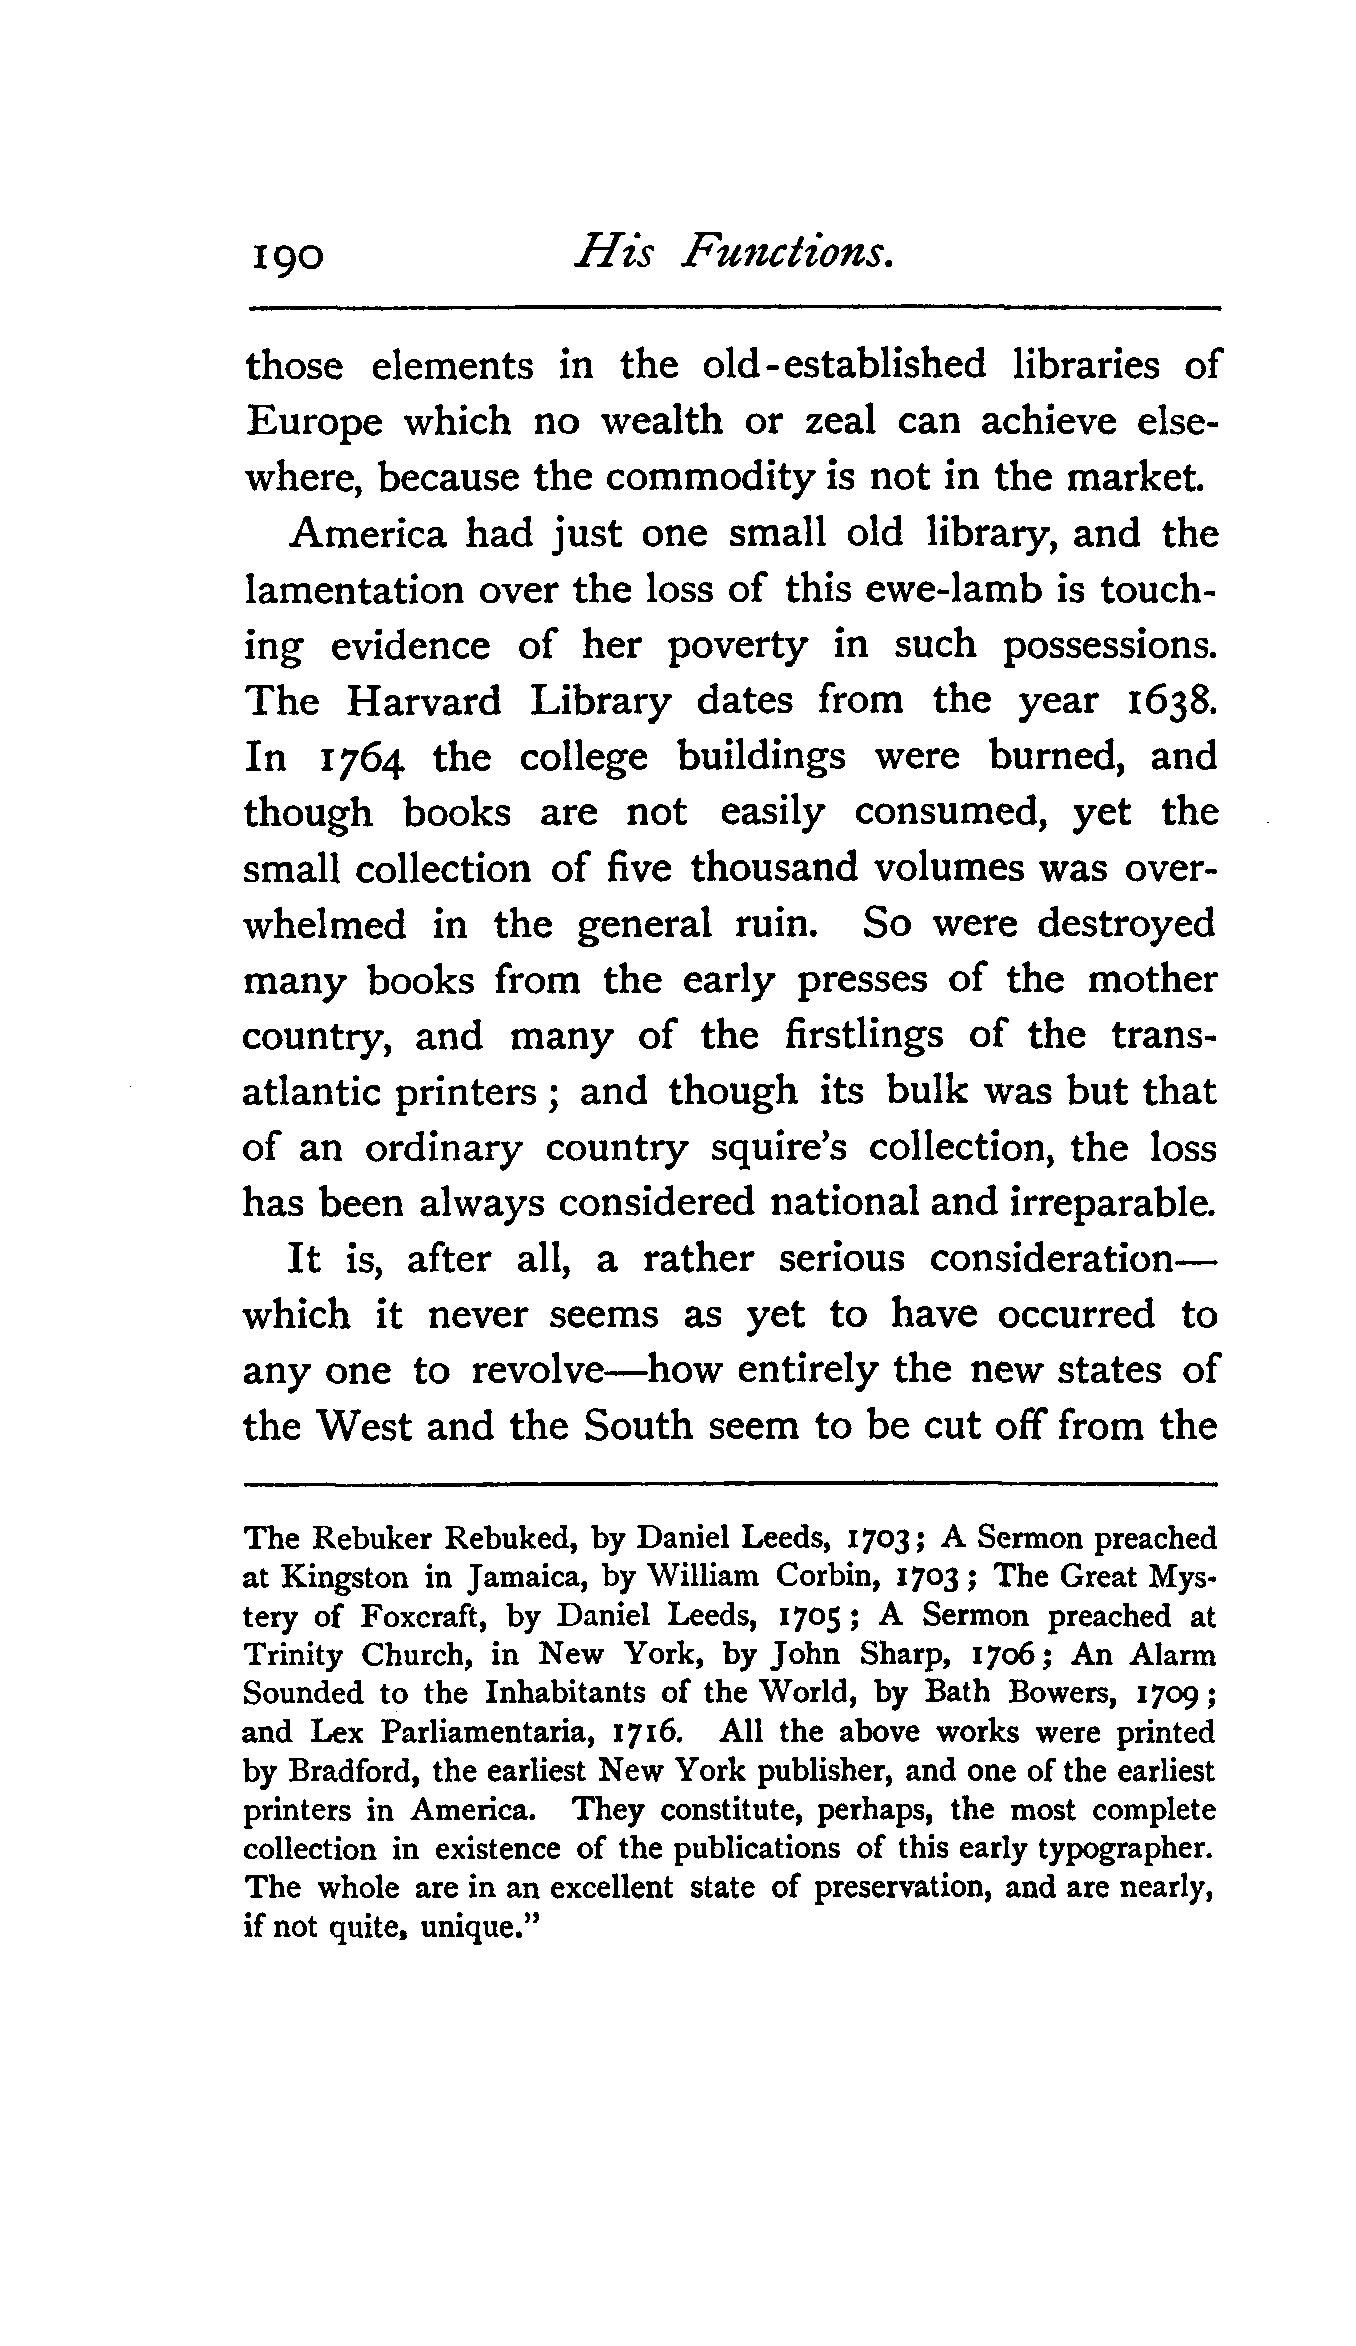 190 His Functions.
those elements in the old-established libraries of
Europe which no wealth or zeal can achieve else-
where, because the commodity is not in the market.
America had just one small old library, and the
lamentation over the loss of this ewe-lamb is touch-
ing evidence of her poverty in such possessions.
The Harvard Library dates from the year 1638.
In 1764 the college buildings were burned, and
though books are not easily consumed, yet the
small collection of five thousand volumes was over-
whelmed in the general ruin. So were destroyed
many books from the early presses of the mother
country, and many of the firstlings of the trans-
atlantic printers ; and though its bulk was but that
of an ordinary country squire's collection, the loss
has been always considered national and irreparable.
It is, after all, a rather serious consideration—
which it never seems as yet to have occurred to
any one to revolve—how entirely the new states of
the West and the South seem to be cut off from the
The Rebuker Rebuked, by Daniel Leeds, 1703; A Sermon preached
at Kingston in Jamaica, by William Corbin, 1703 ; The Great Mys-
tery of Foxcraft, by Daniel Leeds, 1705 ; A Sermon preached at
Trinity Church, in New York, by John Sharp, 1706 ; An Alarm
Sounded to the Inhabitants of the World, by Bath Bowers, 1709 ;
and Lex Parliamentaria, 1716. All the above works were printed
by Bradford, the earliest New York publisher, and one of the earliest
printers in America. They constitute, perhaps, the most complete
collection in existence of the publications of this early typographer.
The whole are in an excellent state of preservation, and are nearly,
if not quite, unique."